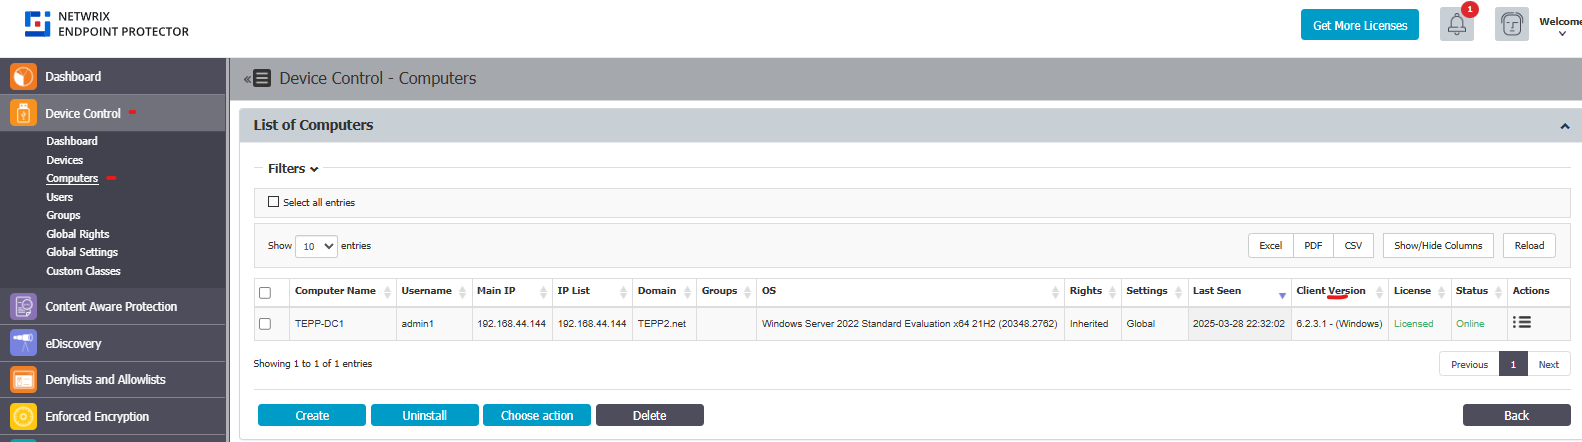 NETWRIX
ENDPOINT PROTECTOR
Get More Licenses
1
Welcome
Dashboard
Device Control
Dashboard
Devices
Computers
Users
Groups
Global Rights
Global Settings
Custom Classes
Content Aware Protection
eDiscovery
Denylists and Allowlists
Enforced Encryption
Device Control - Computers
List of Computers
Filters
Select all entries
Show 10 entries
Excel PDF CSV Show/Hide Columns Reload
Computer Name Username Main IP IP List Domain Groups OS Rights Settings Last Seen Client Version License Status Actions
TEPP-DC1 admin1 192.168.44.144 192.168.44.144 TEPP2.net Windows Server 2022 Standard Evaluation x64 21H2 (20348.2762) Inherited Global 2025-03-28 22:32:02 6.2.3.1 - (Windows) Licensed Online
Showing 1 to 1 of 1 entries
Previous 1 Next
Create Uninstall Choose action Delete Back